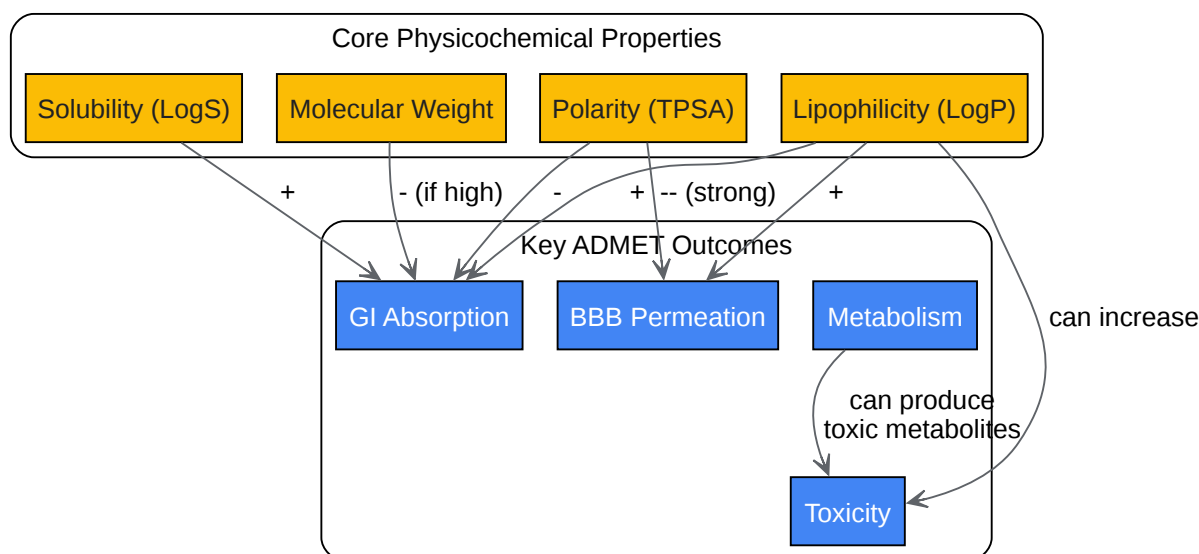 Core Physicochemical Properties
Solubility (LogS)
Molecular Weight
Polarity (TPSA)
Lipophilicity (LogP)
+
- (if high)
-
+
-- (strong)
+
Key ADMET Outcomes
GI Absorption
BBB Permeation
Metabolism
can increase
can produce
toxic metabolites
Toxicity